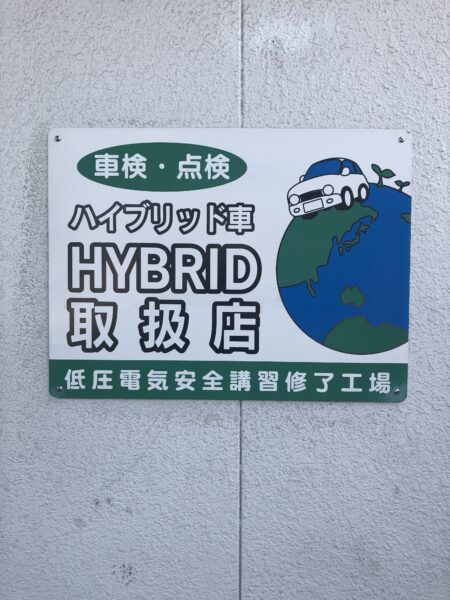 車検・点検
ハイブリッド車
HYBRID
取扱店
低圧電気安全講習修了工場